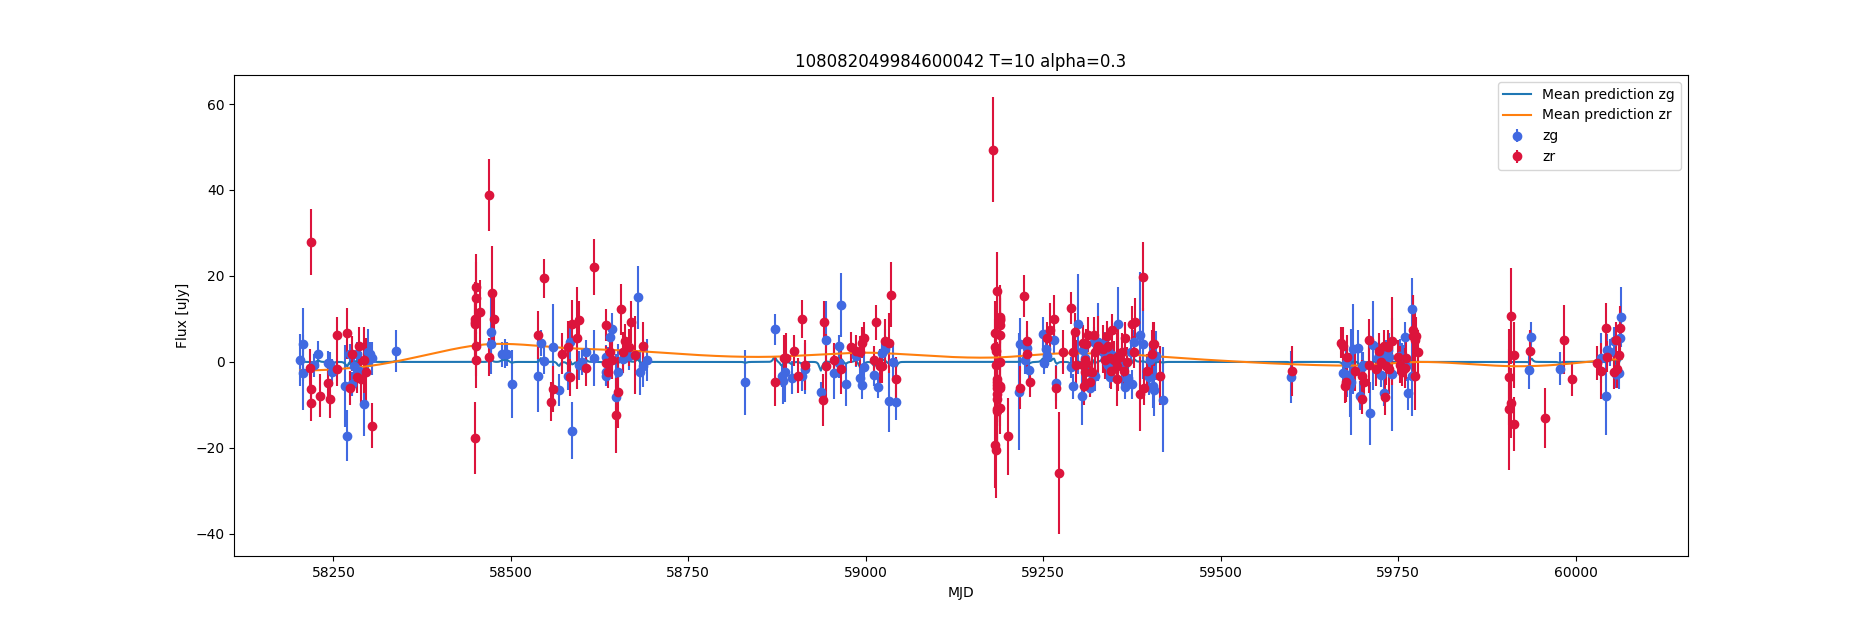 108082049984600042 T=10 alpha=0.3
Mean prediction zg
Mean prediction zr
zg
zr
Flux [uJy]
60
40
20
0
−20
−40
58250 58500 58750 59000 59250 59500 59750 60000
MJD